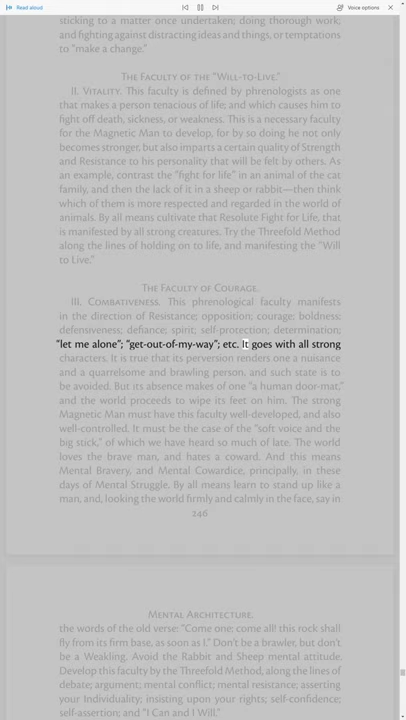 Read aloud
Voice options
sticking to a matter once undertaken; doing thorough work;
and fighting against distracting ideas and things, or temptations
to "make a change."
The Faculty of the "Will-to-Live."
II. Vitality. This faculty is defined by phrenologists as one
that makes a person tenacious of life; and which causes him to
fight off death, sickness, or weakness. This is a necessary faculty
for the Magnetic Man to develop, for by so doing he not only
becomes stronger, but also imparts a certain quality of Strength
and Resistance to his personality that will be felt by others. As
an example, contrast the "fight for life" in an animal of the cat
family, and then the lack of it in a sheep or rabbit—then think
which of them is more respected and regarded in the world of
animals. By all means cultivate that Resolute Fight for Life, that
is manifested by all strong creatures. Try the Threefold Method
along the lines of holding on to life, and manifesting the "Will
to Live."
The Faculty of Courage.
III. Combativeness. This phrenological faculty manifests
in the direction of Resistance; opposition; courage; boldness;
defensiveness; defiance; spirit; self-protection; determination;
"let me alone"; "get-out-of-my-way"; etc. It goes with all strong
characters. It is true that its perversion renders one a nuisance
and a quarrelsome and brawling person, and such state is to
be avoided. But its absence makes of one "a human door-mat,"
and the world proceeds to wipe its feet on him. The strong
Magnetic Man must have this faculty well-developed, and also
well-controlled. It must be the case of the "soft voice and the
big stick," of which we have heard so much of late. The world
loves the brave man, and hates a coward. And this means
Mental Bravery, and Mental Cowardice, principally, in these
days of Mental Struggle. By all means learn to stand up like a
man, and, looking the world firmly and calmly in the face, say in
246
Mental Architecture.
the words of the old verse: "Come one; come all! this rock shall
fly from its firm base, as soon as I." Don't be a brawler, but don't
be a Weakling. Avoid the Rabbit and Sheep mental attitude.
Develop this faculty by the Threefold Method, along the lines of
debate; argument; mental conflict; mental resistance; asserting
your Individuality; insisting upon your rights; self-confidence;
self-assertion; and "I Can and I Will."